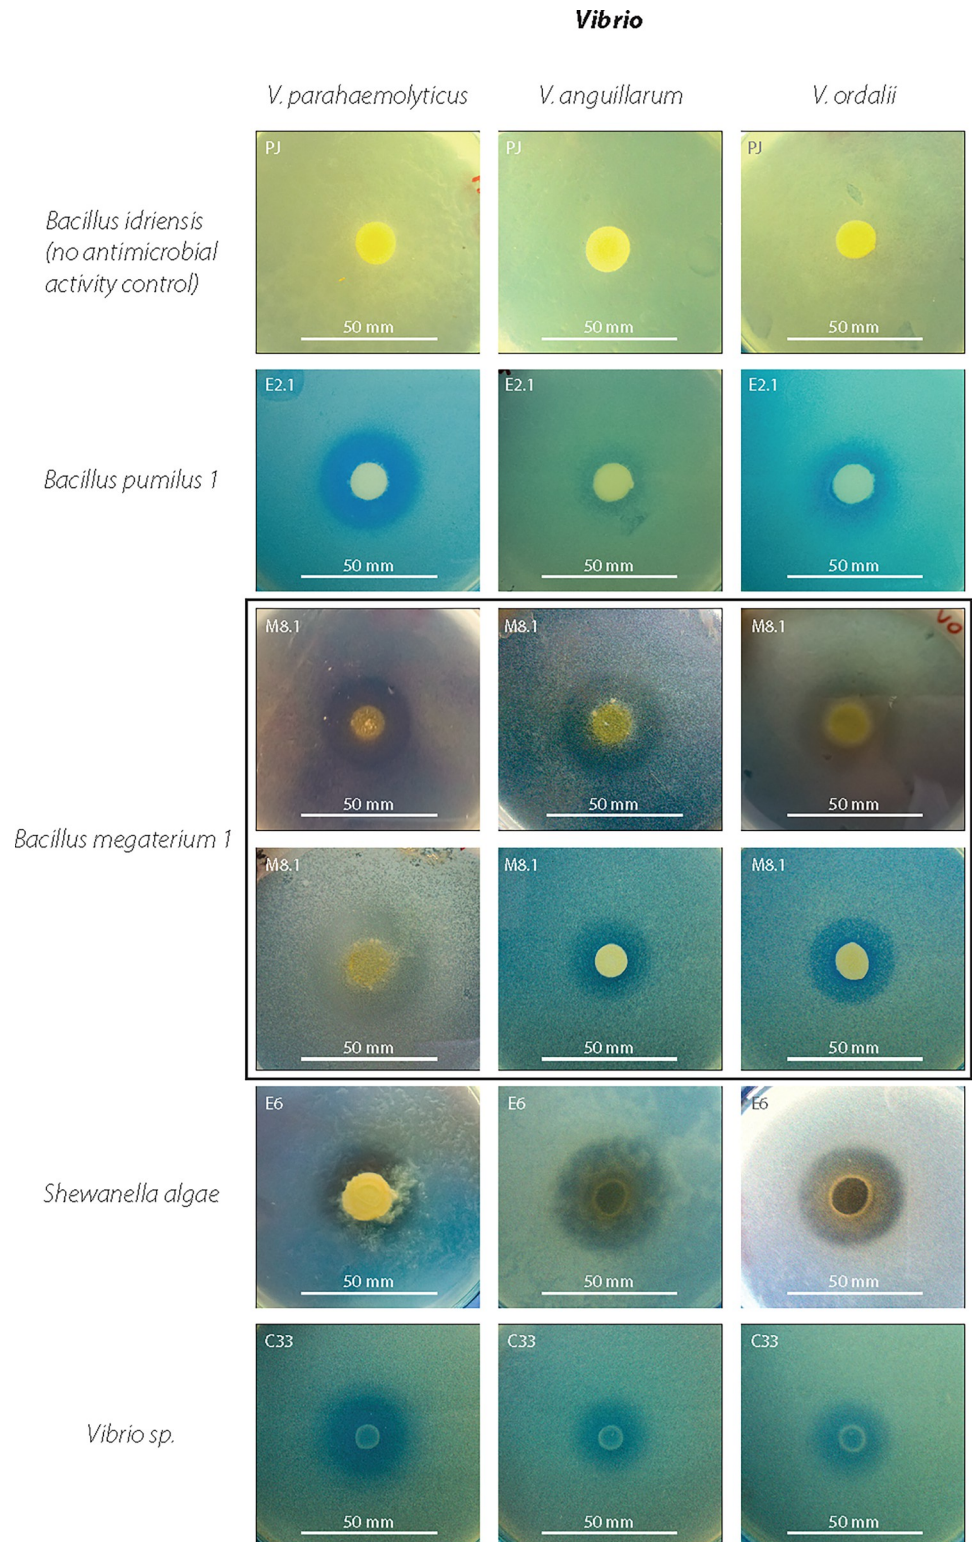 Vibrio
V. parahaemolyticus
V. anguillarum
V. ordalii
Bacillus idriensis
(no antimicrobial
activity control)
PJ
50 mm
PJ
50 mm
PJ
50 mm
Bacillus pumilus 1
E2.1
50 mm
E2.1
50 mm
E2.1
50 mm
Bacillus megaterium 1
M8.1
50 mm
M8.1
50 mm
M8.1
VO
50 mm
M8.1
50 mm
M8.1
50 mm
M8.1
50 mm
Shewanella algae
E6
50 mm
E6
50 mm
E6
50 mm
Vibrio sp.
C33
50 mm
C33
50 mm
C33
50 mm